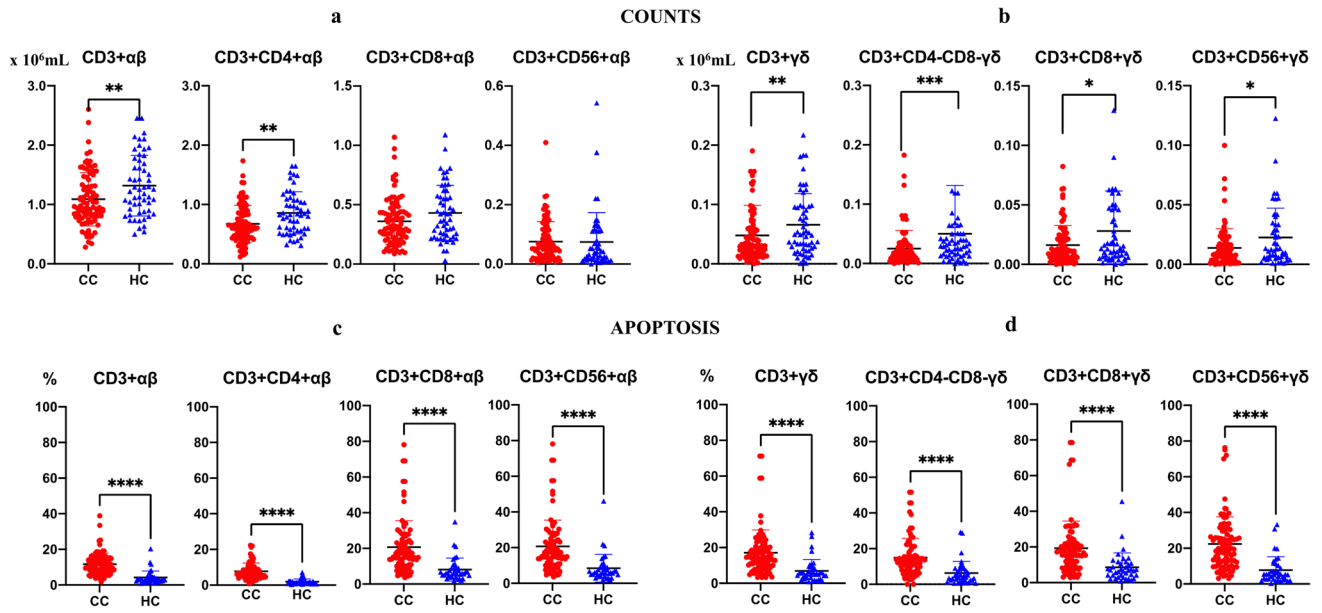 a COUNTS b
x 10⁶mL CD3+αβ CD3+CD4+αβ CD3+CD8+αβ CD3+CD56+αβ x 10⁶mL CD3+γδ CD3+CD4-CD8-γδ CD3+CD8+γδ CD3+CD56+γδ
3.0 3.0 1.5 0.6 0.3 0.3 0.15 0.15
** ** ** *** * *
2.0 2.0 1.0 0.4 0.2 0.2 0.10 0.10
1.0 1.0 0.5 0.2 0.1 0.1 0.05 0.05
0.0 0.0 0.0 0.0 0.0 0.0 0.00 0.00
CC HC CC HC CC HC CC HC CC HC CC HC CC HC CC HC
c APOPTOSIS d
% CD3+αβ CD3+CD4+αβ CD3+CD8+αβ CD3+CD56+αβ % CD3+γδ CD3+CD4-CD8-γδ CD3+CD8+γδ CD3+CD56+γδ
100 100 100 100 100 100 100 100
**** **** **** **** **** **** **** ****
80 80 80 80 80 80 80 80
60 60 60 60 60 60 60 60
40 40 40 40 40 40 40 40
20 20 20 20 20 20 20 20
0 0 0 0 0 0 0 0
CC HC CC HC CC HC CC HC CC HC CC HC CC HC CC HC